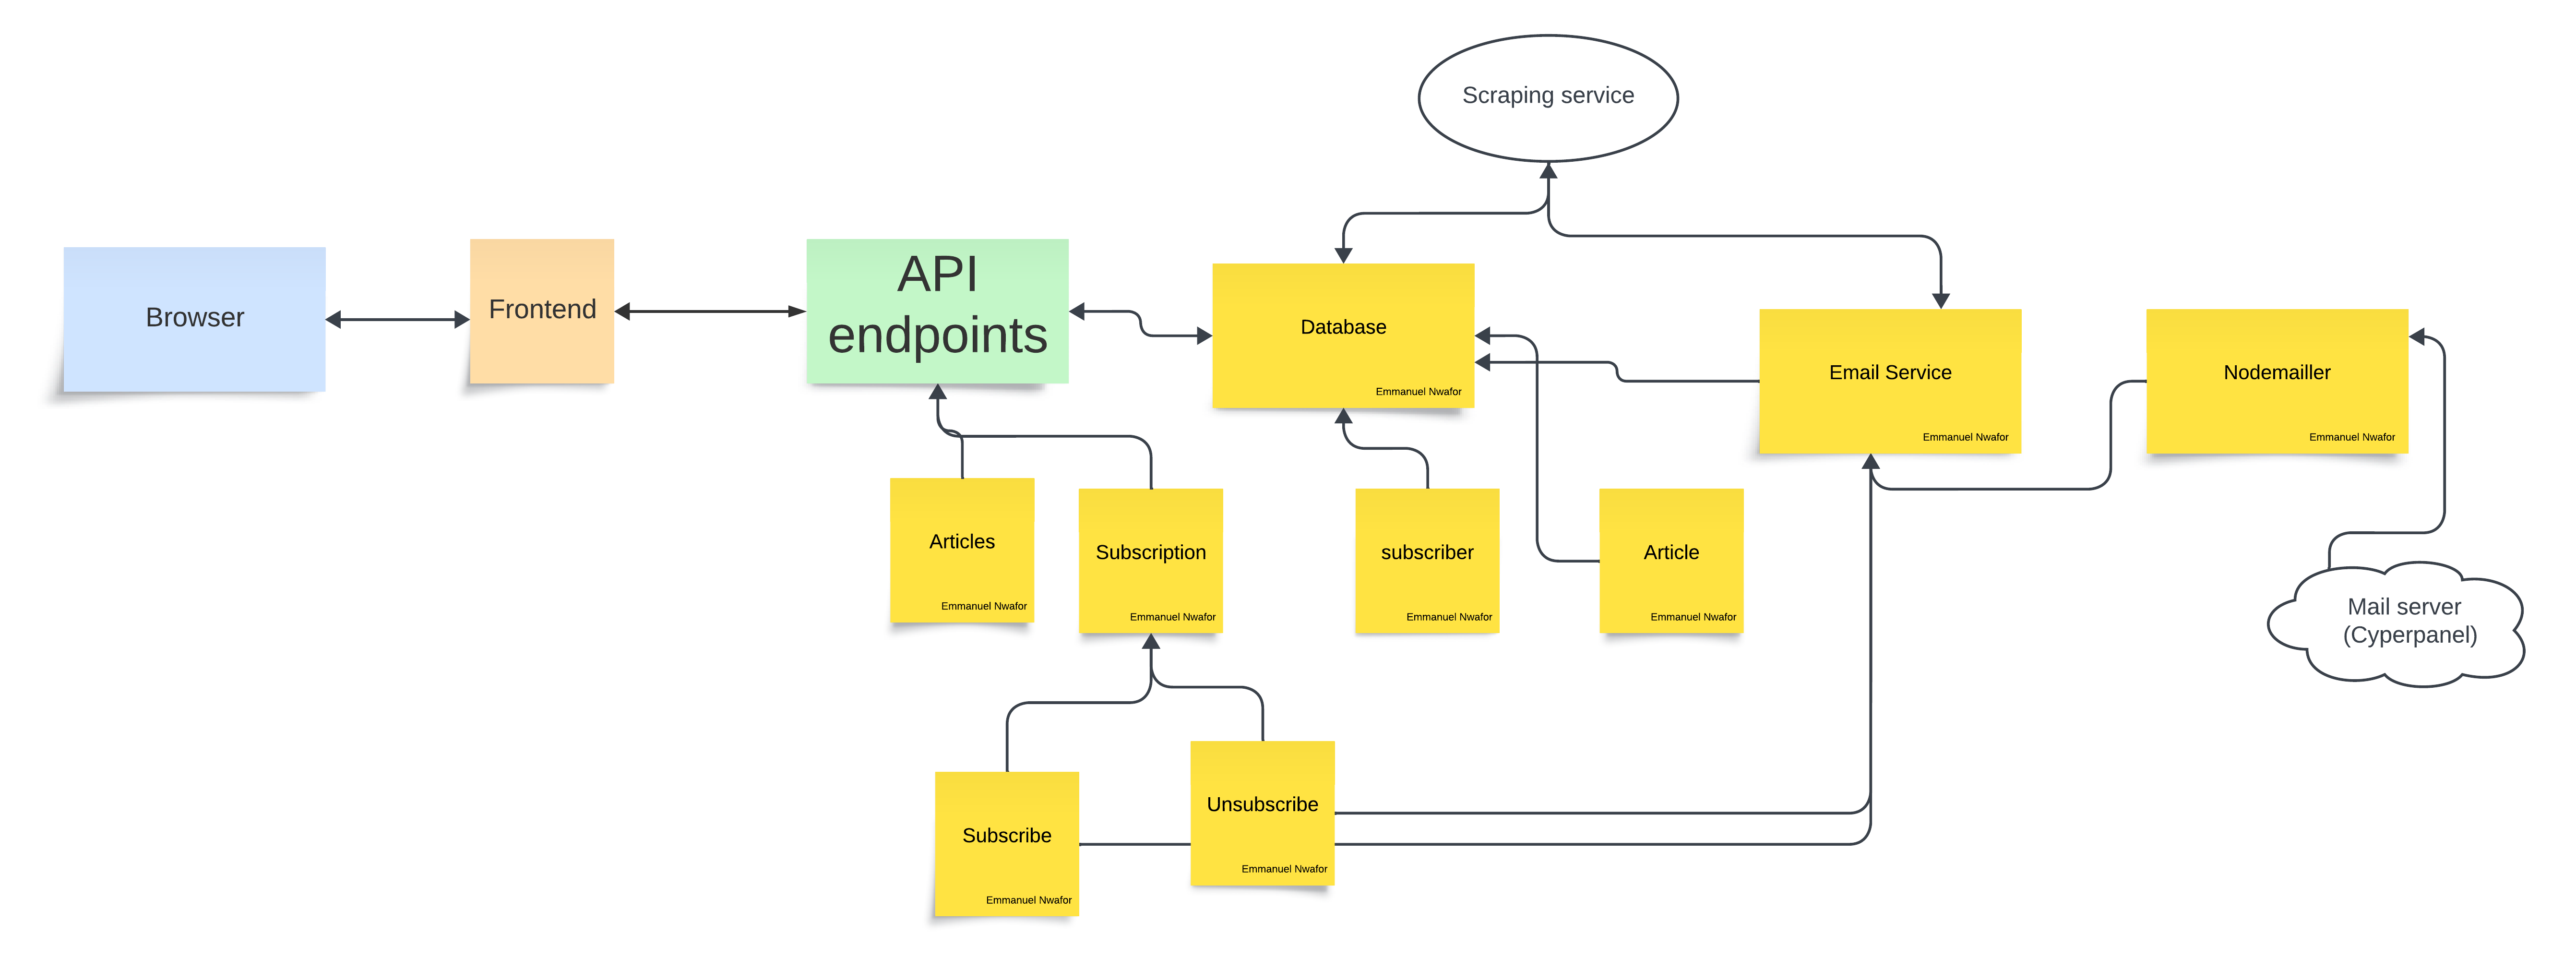 Scraping service
Browser
Frontend
API
endpoints
Database
Emmanuel Nwafor
Email Service
Emmanuel Nwafor
Nodemailler
Emmanuel Nwafor
Articles
Emmanuel Nwafor
Subscription
Emmanuel Nwafor
subscriber
Emmanuel Nwafor
Article
Emmanuel Nwafor
Mail server
(Cyperpanel)
Subscribe
Emmanuel Nwafor
Unsubscribe
Emmanuel Nwafor